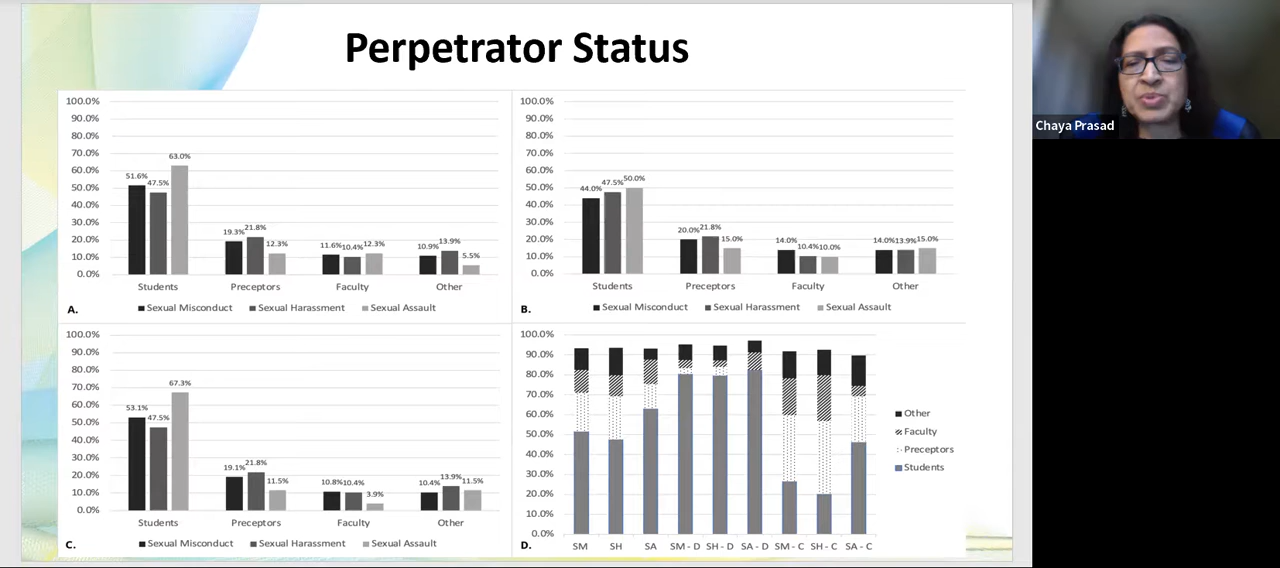 Perpetrator Status
Chaya Prasad
100.0%
90.0%
80.0%
70.0%
60.0%
50.0%
40.0%
30.0%
20.0%
10.0%
0.0%
51.6% 47.5% 63.0%
19.3% 21.8% 12.3%
11.6% 10.4% 12.3%
10.9% 13.9% 5.5%
Students Preceptors Faculty Other
A. Sexual Misconduct Sexual Harassment Sexual Assault
100.0%
90.0%
80.0%
70.0%
60.0%
50.0%
40.0%
30.0%
20.0%
10.0%
0.0%
44.0% 47.5% 50.0%
20.0% 21.8% 15.0%
14.0% 10.4% 10.0%
14.0% 13.9% 15.0%
Students Preceptors Faculty Other
B. Sexual Misconduct Sexual Harassment Sexual Assault
100.0%
90.0%
80.0%
70.0%
60.0%
50.0%
40.0%
30.0%
20.0%
10.0%
0.0%
53.1% 47.5% 67.3%
19.1% 21.8% 11.5%
10.8% 10.4% 3.9%
10.4% 13.9% 11.5%
Students Preceptors Faculty Other
C. Sexual Misconduct Sexual Harassment Sexual Assault
100.0%
90.0%
80.0%
70.0%
60.0%
50.0%
40.0%
30.0%
20.0%
10.0%
0.0%
Other
Faculty
Preceptors
Students
D. SM SH SA SM - D SH - D SA - D SM - C SH - C SA - C